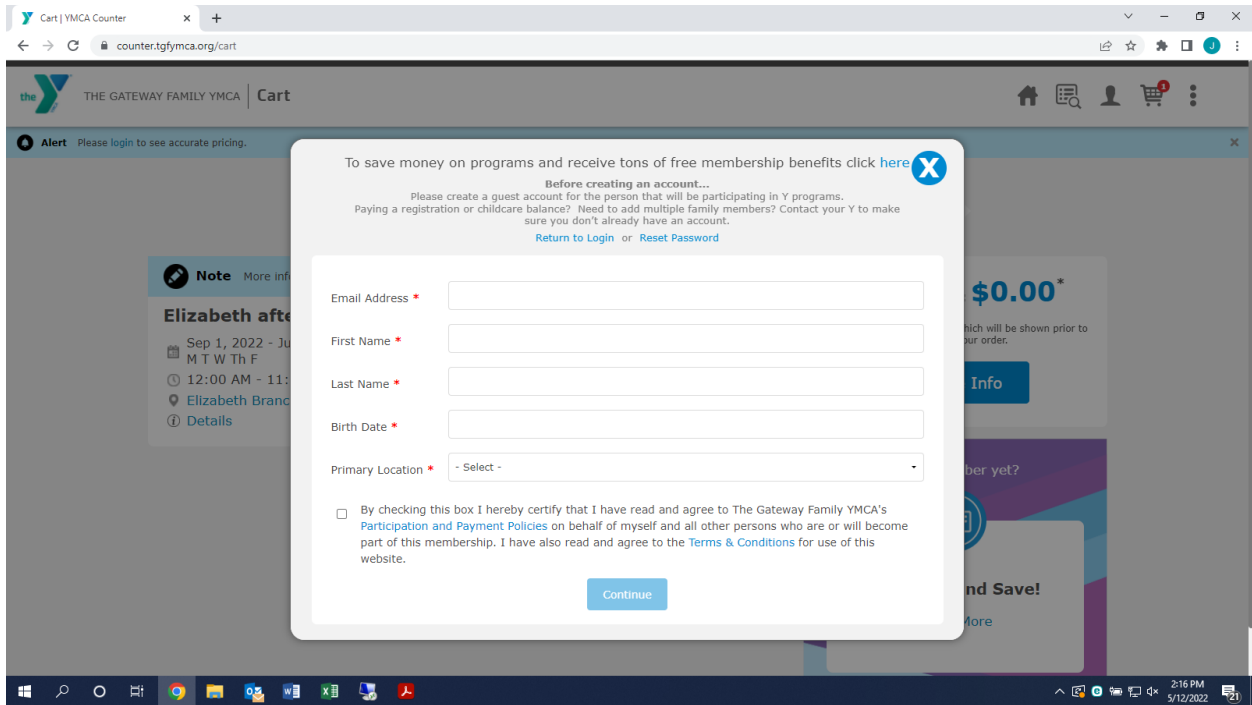 Cart | YMCA Counter
counter.tgfymca.org/cart
J
the
THE GATEWAY FAMILY YMCA | Cart
1
Alert Please login to see accurate pricing.
To save money on programs and receive tons of free membership benefits click here
X
Before creating an account...
Please create a guest account for the person that will be participating in Y programs.
Paying a registration or childcare balance? Need to add multiple family members? Contact your Y to make
sure you don't already have an account.
Return to Login or Reset Password
Email Address *
First Name *
Last Name *
Birth Date *
Primary Location *
- Select -
By checking this box I hereby certify that I have read and agree to The Gateway Family YMCA's
Participation and Payment Policies on behalf of myself and all other persons who are or will become
part of this membership. I have also read and agree to the Terms & Conditions for use of this
website.
Continue
Note More inf
Elizabeth afte
Sep 1, 2022 - Ju
M T W Th F
12:00 AM - 11:
Elizabeth Branc
Details
$0.00*
hich will be shown prior to
our order.
Info
ber yet?
nd Save!
More
2:16 PM
5/12/2022
21